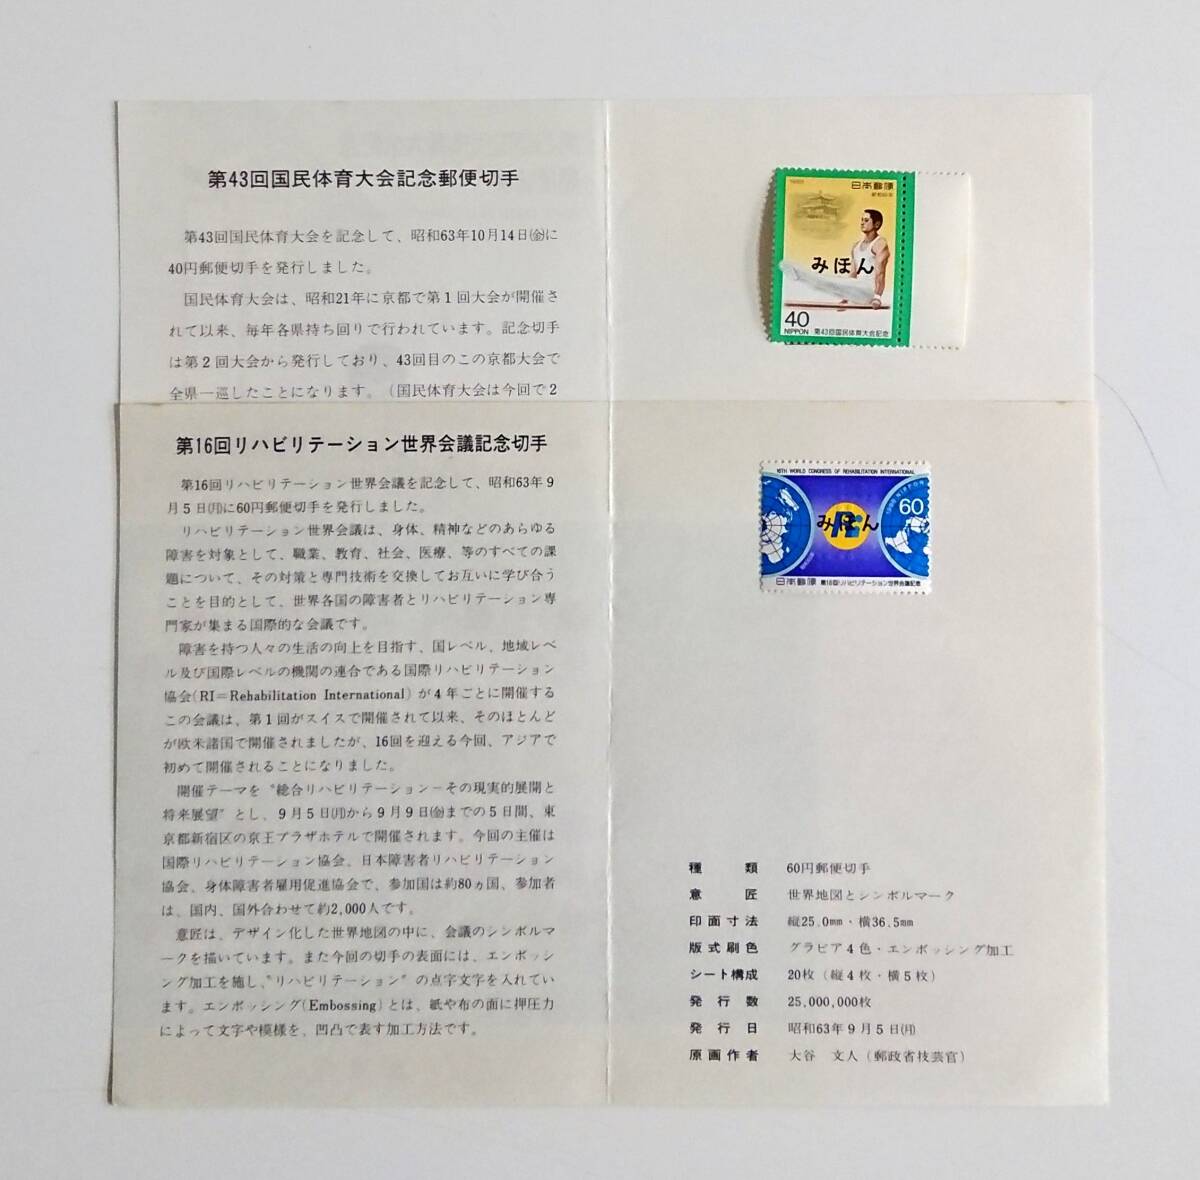 第43回国民体育大会記念郵便切手
第43回国民体育大会を記念して、昭和63年10月14日㈮に
40円郵便切手を発行しました。
国民体育大会は、昭和21年に京都で第1回大会が開催さ
れて以来、毎年各県持ち回りで行われています。記念切手
は第2回大会から発行しており、43回目のこの京都大会で
全県一巡したことになります。(国民体育大会は今回で2
1988
日本郵便
昭和63年
みほん
40
NIPPON 第43回国民体育大会記念
第16回リハビリテーション世界会議記念切手
第16回リハビリテーション世界会議を記念して、昭和63年9
月5日㈪に60円郵便切手を発行しました。
リハビリテーション世界会議は、身体、精神などのあらゆる
障害を対象として、職業、教育、社会、医療、等のすべての課
題について、その対策と専門技術を交換してお互いに学び合う
ことを目的として、世界各国の障害者とリハビリテーション専
門家が集まる国際的な会議です。
障害を持つ人々の生活の向上を目指す、国レベル、地域レベ
ル及び国際レベルの機関の連合である国際リハビリテーション
協会(RI=Rehabilitation International)が4年ごとに開催する
この会議は、第1回がスイスで開催されて以来、そのほとんど
が欧米諸国で開催されましたが、16回を迎える今回、アジアで
初めて開催されることになりました。
開催テーマを〝総合リハビリテーション−その現実的展開と
将来展望〟とし、9月5日㈪から9月9日㈮までの5日間、東
京都新宿区の京王プラザホテルで開催されます。今回の主催は
国際リハビリテーション協会、日本障害者リハビリテーション
協会、身体障害者雇用促進協会で、参加国は約80ヵ国、参加者
は、国内、国外合わせて約2,000人です。
意匠は、デザイン化した世界地図の中に、会議のシンボルマ
ークを描いています。また今回の切手の表面には、エンボッシ
ング加工を施し、〝リハビリテーション〟の点字文字を入れてい
ます。エンボッシング(Embossing)とは、紙や布の面に押圧力
によって文字や模様を、凹凸で表す加工方法です。
16TH WORLD CONGRESS OF REHABILITATION INTERNATIONAL
1988 NIPPON
60
みほん
日本郵便 第16回リハビリテーション世界会議記念
種類 60円郵便切手
意匠 世界地図とシンボルマーク
印面寸法 縦25.0mm・横36.5mm
版式刷色 グラビア4色・エンボッシング加工
シート構成 20枚(縦4枚・横5枚)
発行数 25,000,000枚
発行日 昭和63年9月5日㈪
原画作者 大谷 文人(郵政省技芸官)